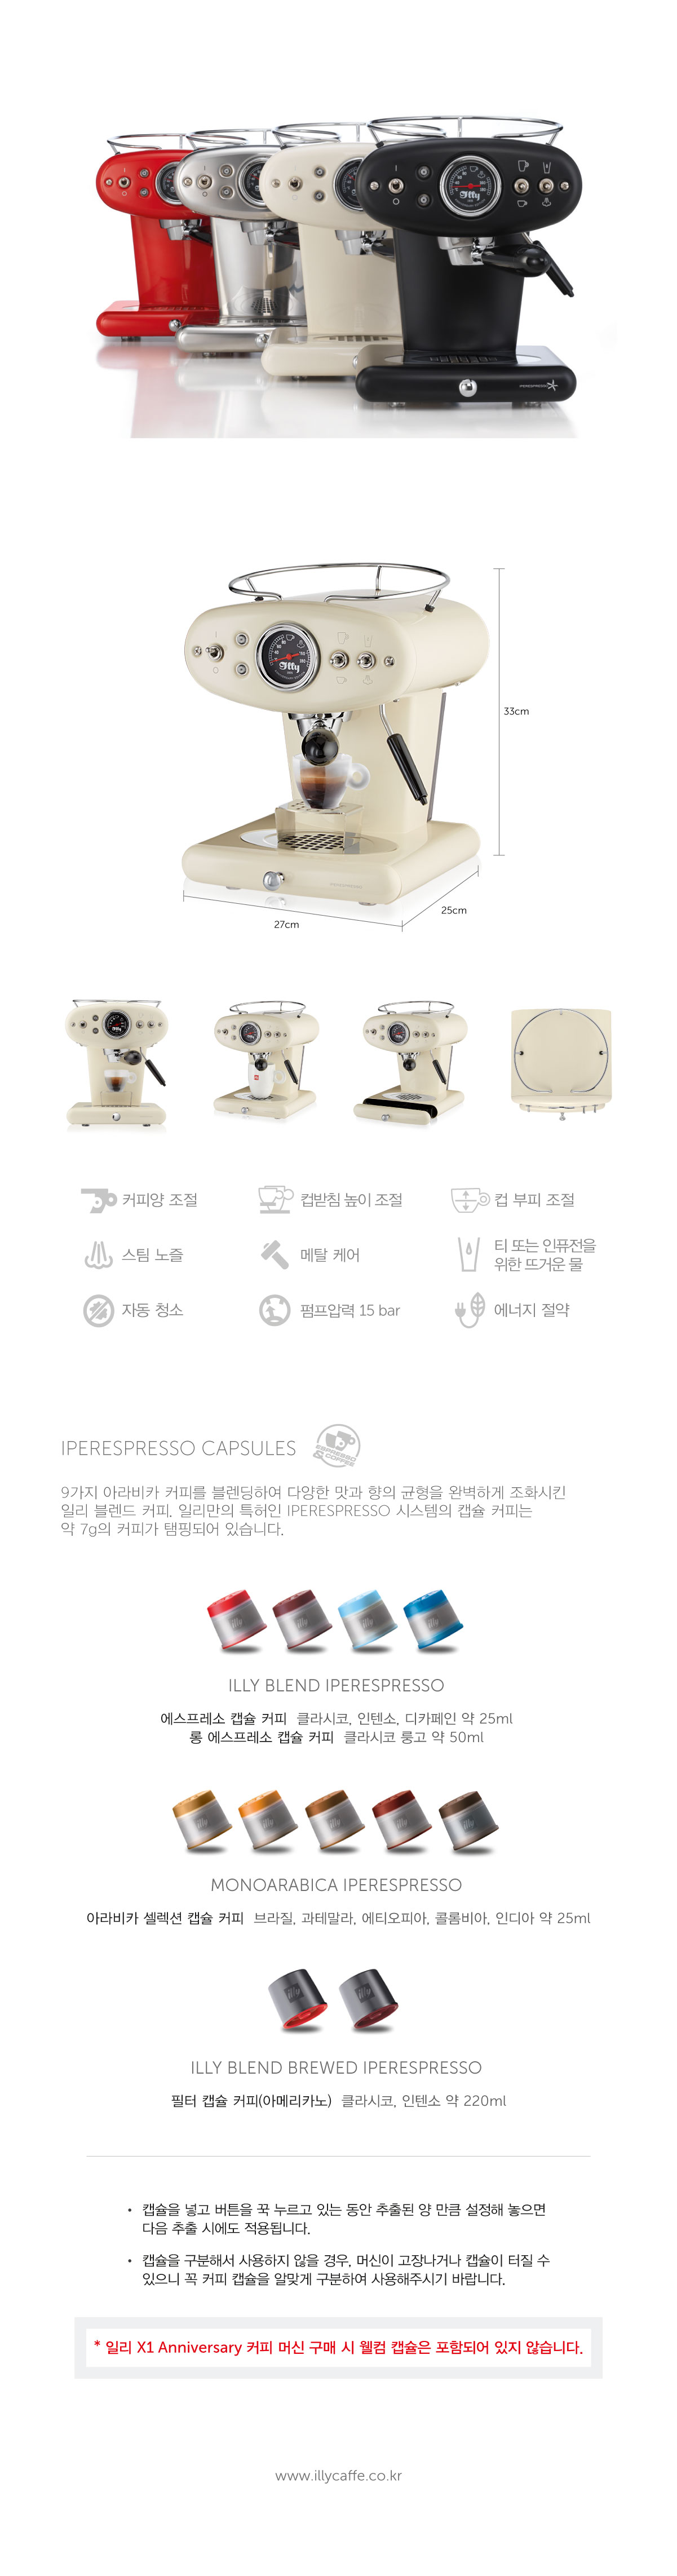 illy
33cm
25cm
27cm
커피양 조절
컵받침 높이 조절
컵 부피 조절
스팀 노즐
메탈 케어
티 또는 인퓨전을
위한 뜨거운 물
자동 청소
펌프압력 15 bar
에너지 절약
IPERESPRESSO CAPSULES
ESPRESSO
& COFFEE
9가지 아라비카 커피를 블렌딩하여 다양한 맛과 향의 균형을 완벽하게 조화시킨
일리 블렌드 커피. 일리만의 특허인 IPERESPRESSO 시스템의 캡슐 커피는
약 7g의 커피가 탬핑되어 있습니다.
ILLY BLEND IPERESPRESSO
에스프레소 캡슐 커피 클라시코, 인텐소, 디카페인 약 25ml
롱 에스프레소 캡슐 커피 클라시코 룽고 약 50ml
MONOARABICA IPERESPRESSO
아라비카 셀렉션 캡슐 커피 브라질, 과테말라, 에티오피아, 콜롬비아, 인디아 약 25ml
ILLY BLEND BREWED IPERESPRESSO
필터 캡슐 커피(아메리카노) 클라시코, 인텐소 약 220ml
• 캡슐을 넣고 버튼을 꾹 누르고 있는 동안 추출된 양 만큼 설정해 놓으면
다음 추출 시에도 적용됩니다.
• 캡슐을 구분해서 사용하지 않을 경우, 머신이 고장나거나 캡슐이 터질 수
있으니 꼭 커피 캡슐을 알맞게 구분하여 사용해주시기 바랍니다.
* 일리 X1 Anniversary 커피 머신 구매 시 웰컴 캡슐은 포함되어 있지 않습니다.
www.illycaffe.co.kr